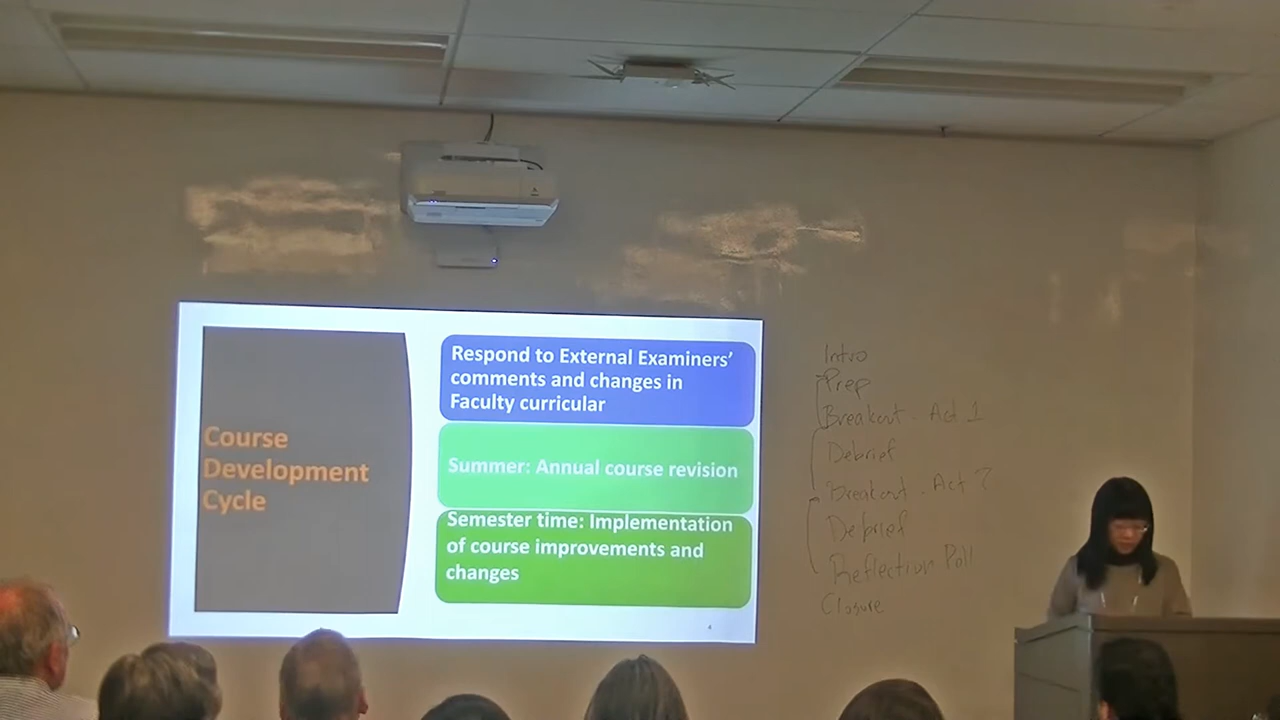 Course
Development
Cycle
Respond to External Examiners’
comments and changes in
Faculty curricular
Summer: Annual course revision
Semester time: Implementation
of course improvements and
changes
4
Intro
Prep
Breakout - Act 1
Debrief
Breakout - Act 2
Debrief
Reflection Poll
Closure